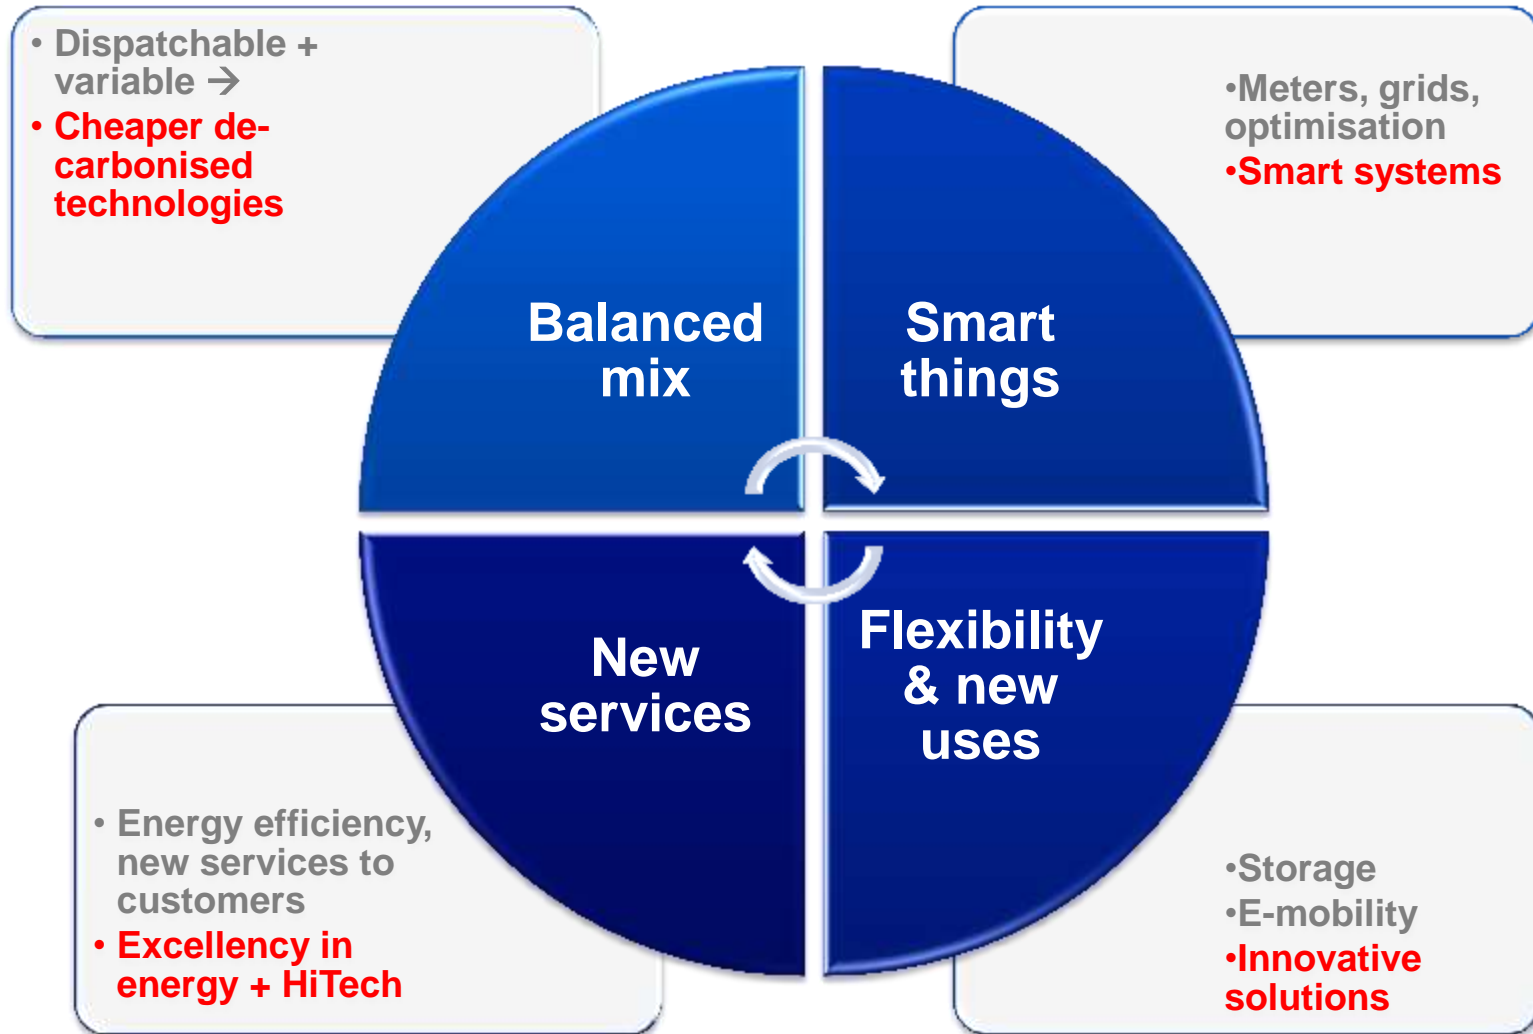 • Dispatchable +
variable →
• Cheaper de-
carbonised
technologies
•Meters, grids,
optimisation
•Smart systems
Balanced
mix
Smart
things
New
services
Flexibility
& new
uses
• Energy efficiency,
new services to
customers
• Excellency in
energy + HiTech
•Storage
•E-mobility
•Innovative
solutions